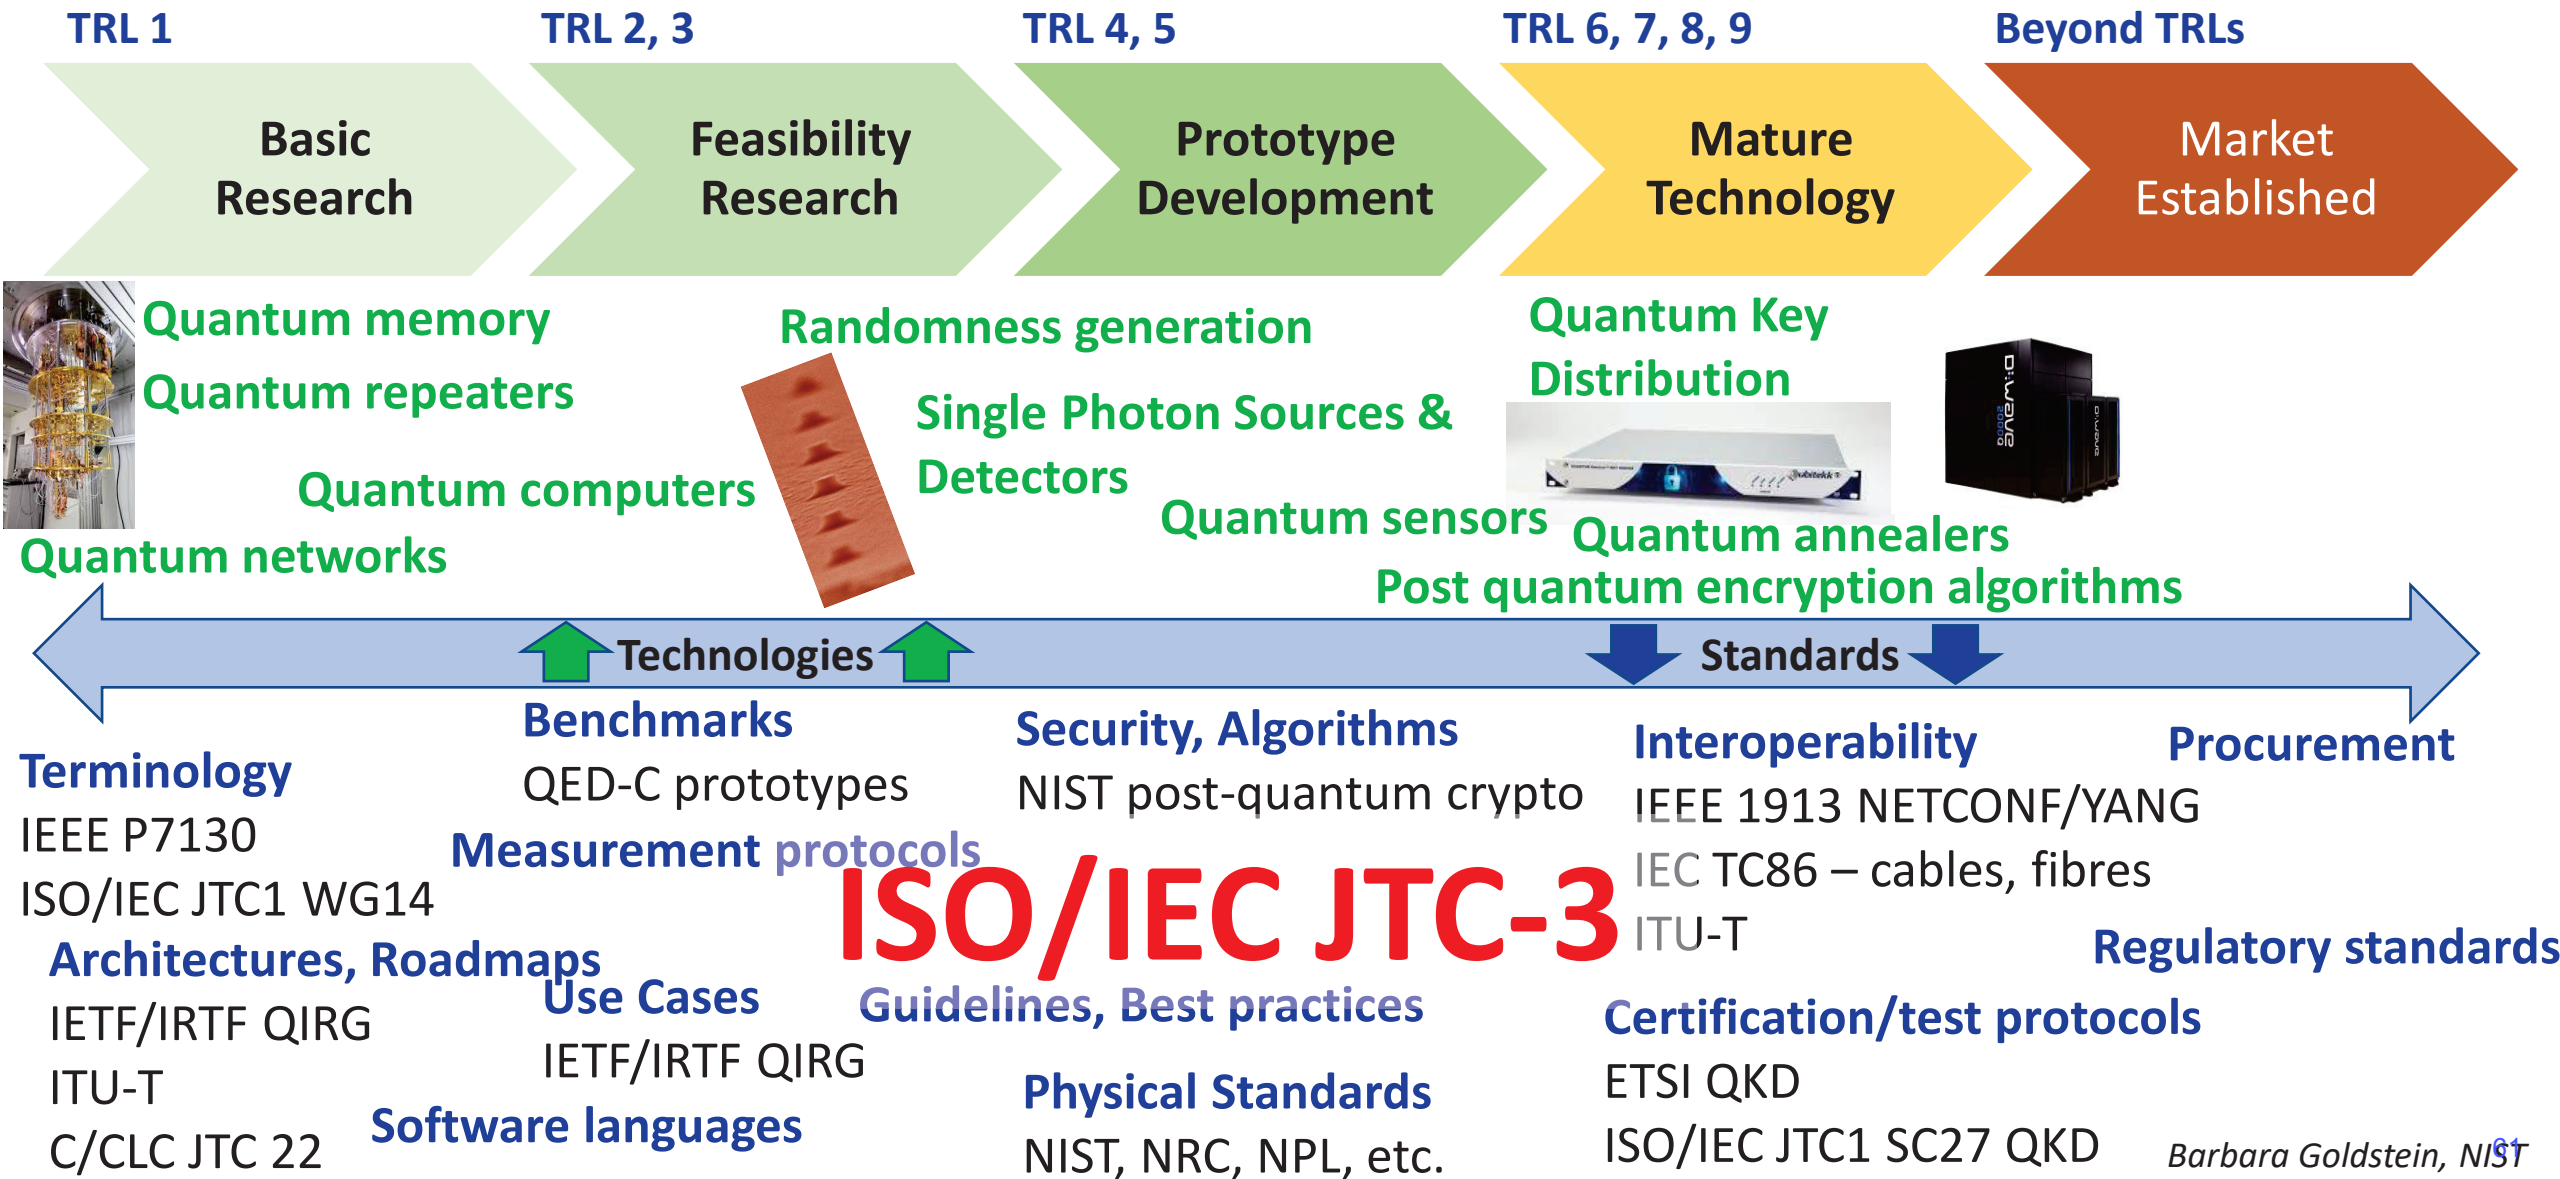 TRL 1
TRL 2, 3
TRL 4, 5
TRL 6, 7, 8, 9
Beyond TRLs
Basic
Research
Feasibility
Research
Prototype
Development
Mature
Technology
Market
Established
Quantum memory
Quantum repeaters
Quantum computers
Quantum networks
Randomness generation
Single Photon Sources &
Detectors
Quantum sensors
Quantum Key
Distribution
ubitekk
D:wave
2000Q
D:wave
Quantum annealers
Post quantum encryption algorithms
Technologies
Standards
Terminology
IEEE P7130
ISO/IEC JTC1 WG14
Architectures, Roadmaps
IETF/IRTF QIRG
ITU-T
C/CLC JTC 22
Benchmarks
QED-C prototypes
Measurement protocols
Use Cases
IETF/IRTF QIRG
Software languages
Security, Algorithms
NIST post-quantum crypto
ISO/IEC JTC-3
Guidelines, Best practices
Physical Standards
NIST, NRC, NPL, etc.
Interoperability
IEEE 1913 NETCONF/YANG
IEC TC86 – cables, fibres
ITU-T
Procurement
Regulatory standards
Certification/test protocols
ETSI QKD
ISO/IEC JTC1 SC27 QKD
Barbara Goldstein, NIST
61